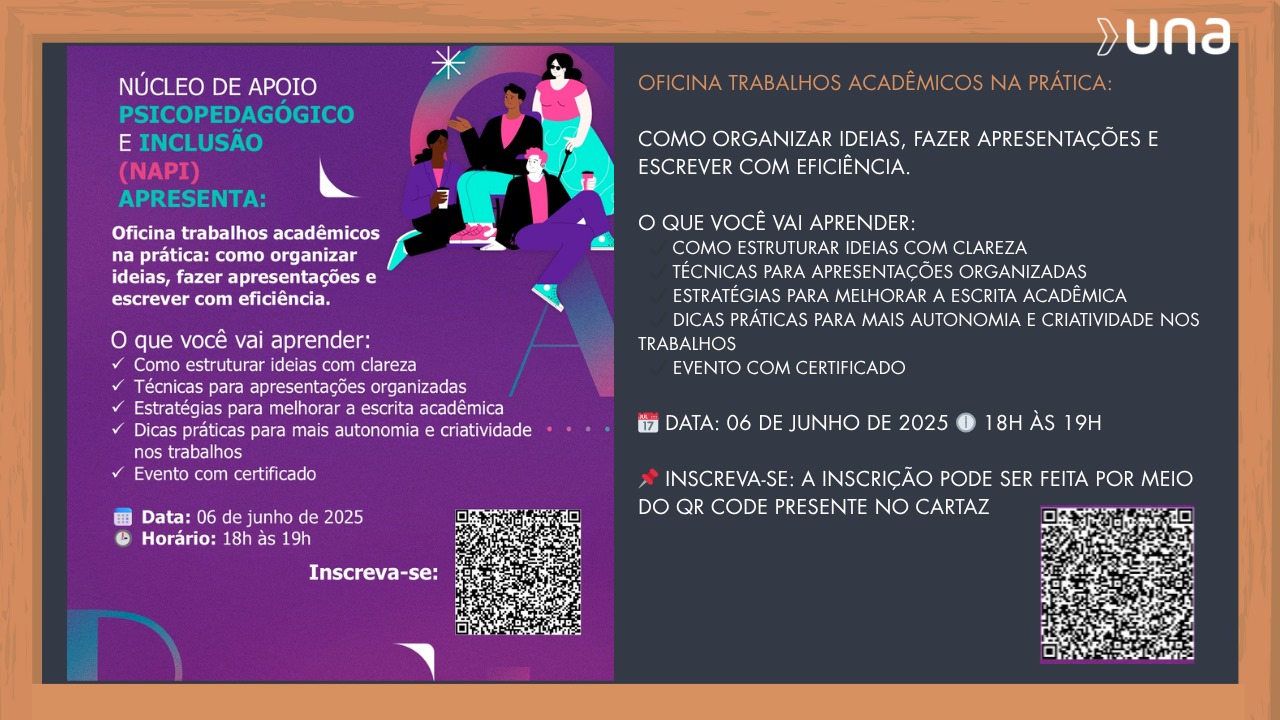 una
NÚCLEO DE APOIO
PSICOPEDAGÓGICO
E INCLUSÃO
(NAPI)
APRESENTA:
Oficina trabalhos acadêmicos
na prática: como organizar
ideias, fazer apresentações e
escrever com eficiência.
O que você vai aprender:
✓ Como estruturar ideias com clareza
✓ Técnicas para apresentações organizadas
✓ Estratégias para melhorar a escrita acadêmica
✓ Dicas práticas para mais autonomia e criatividade
nos trabalhos
✓ Evento com certificado
Data: 06 de junho de 2025
Horário: 18h às 19h
Inscreva-se:
OFICINA TRABALHOS ACADÊMICOS NA PRÁTICA:
COMO ORGANIZAR IDEIAS, FAZER APRESENTAÇÕES E
ESCREVER COM EFICIÊNCIA.
O QUE VOCÊ VAI APRENDER:
COMO ESTRUTURAR IDEIAS COM CLAREZA
TÉCNICAS PARA APRESENTAÇÕES ORGANIZADAS
ESTRATÉGIAS PARA MELHORAR A ESCRITA ACADÊMICA
DICAS PRÁTICAS PARA MAIS AUTONOMIA E CRIATIVIDADE NOS
TRABALHOS
EVENTO COM CERTIFICADO
📅 DATA: 06 DE JUNHO DE 2025 🕕 18H ÀS 19H
📌 INSCREVA-SE: A INSCRIÇÃO PODE SER FEITA POR MEIO
DO QR CODE PRESENTE NO CARTAZ